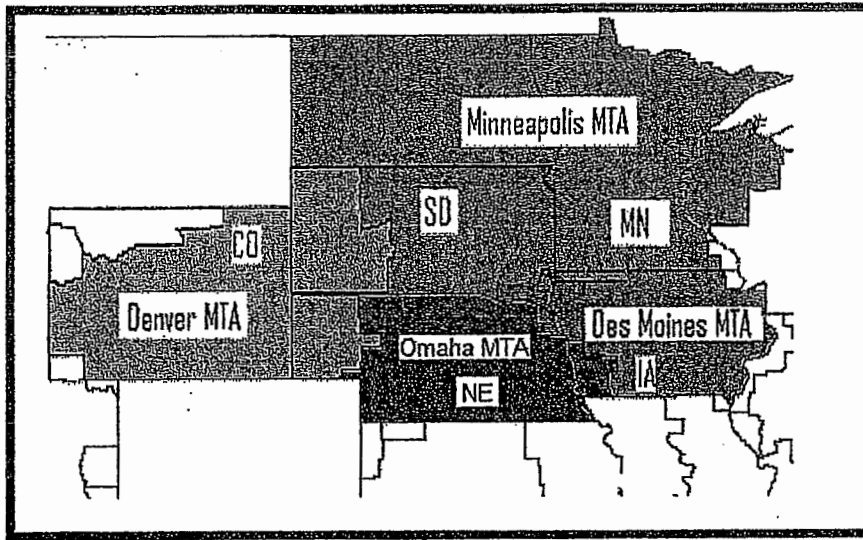 Minneapolis MTA
SD
MN
CO
Denver MTA
Des Moines MTA
Omaha MTA
IA
NE